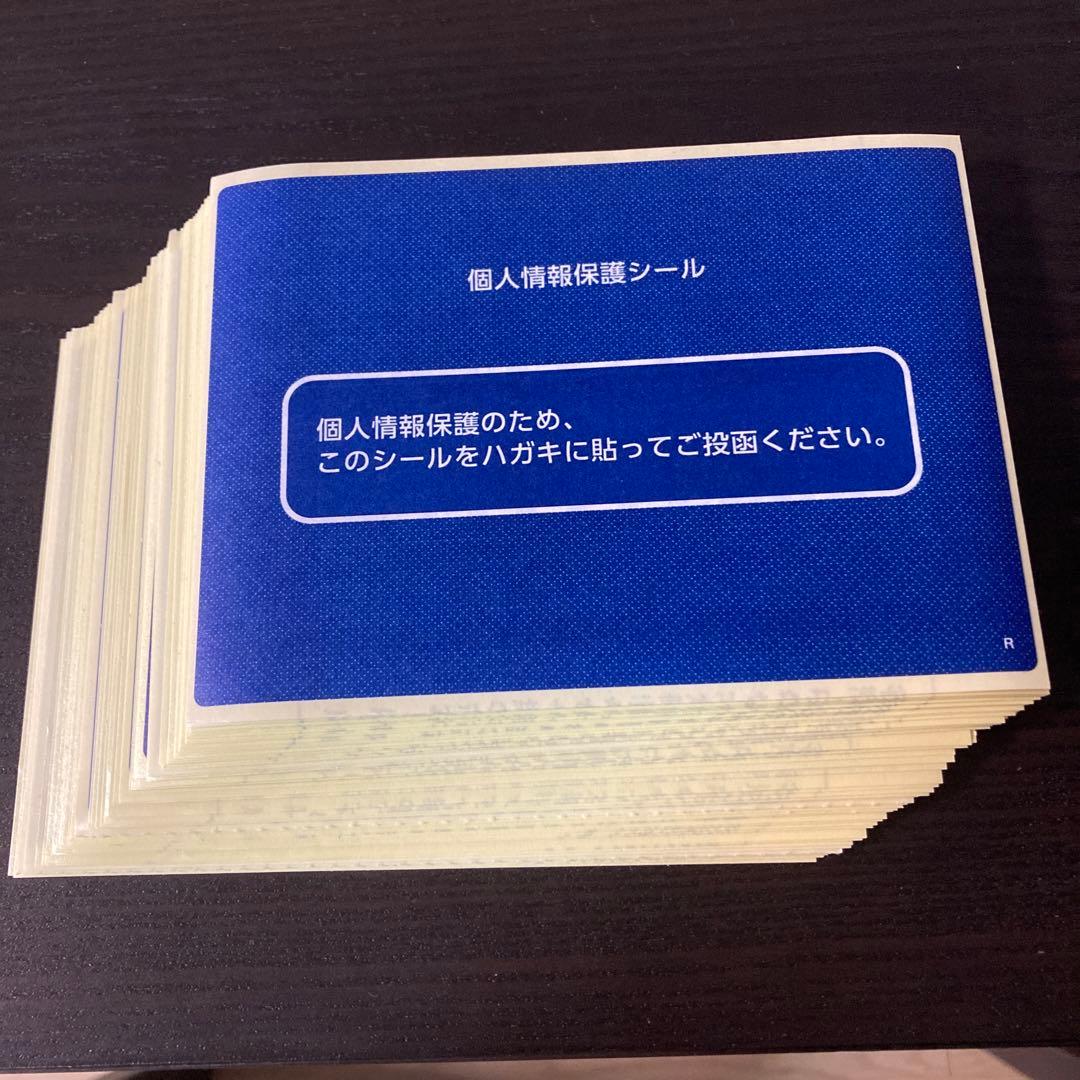 個人情報保護シール
個人情報保護のため、
このシールをハガキに貼ってご投函ください。
R